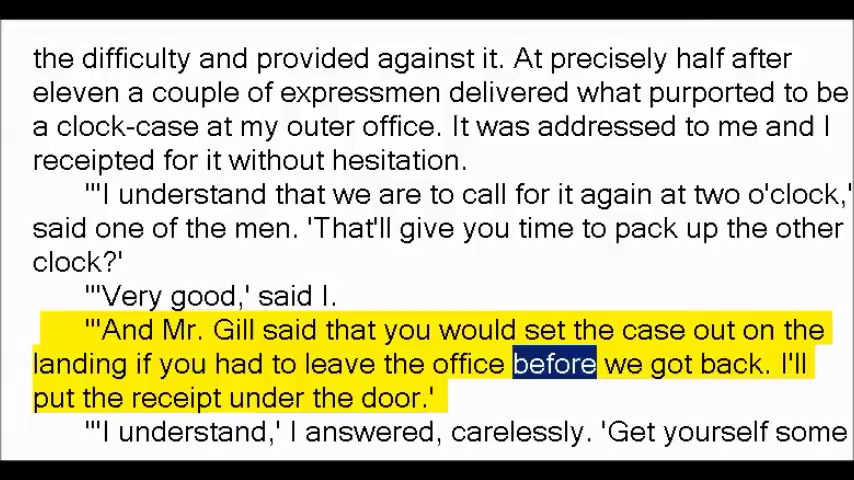 the difficulty and provided against it. At precisely half after
eleven a couple of expressmen delivered what purported to be
a clock-case at my outer office. It was addressed to me and I
receipted for it without hesitation.
"'I understand that we are to call for it again at two o'clock,'
said one of the men. 'That'll give you time to pack up the other
clock?'
"'Very good,' said I.
"'And Mr. Gill said that you would set the case out on the
landing if you had to leave the office before we got back. I'll
put the receipt under the door.'
"'I understand,' I answered, carelessly. 'Get yourself some